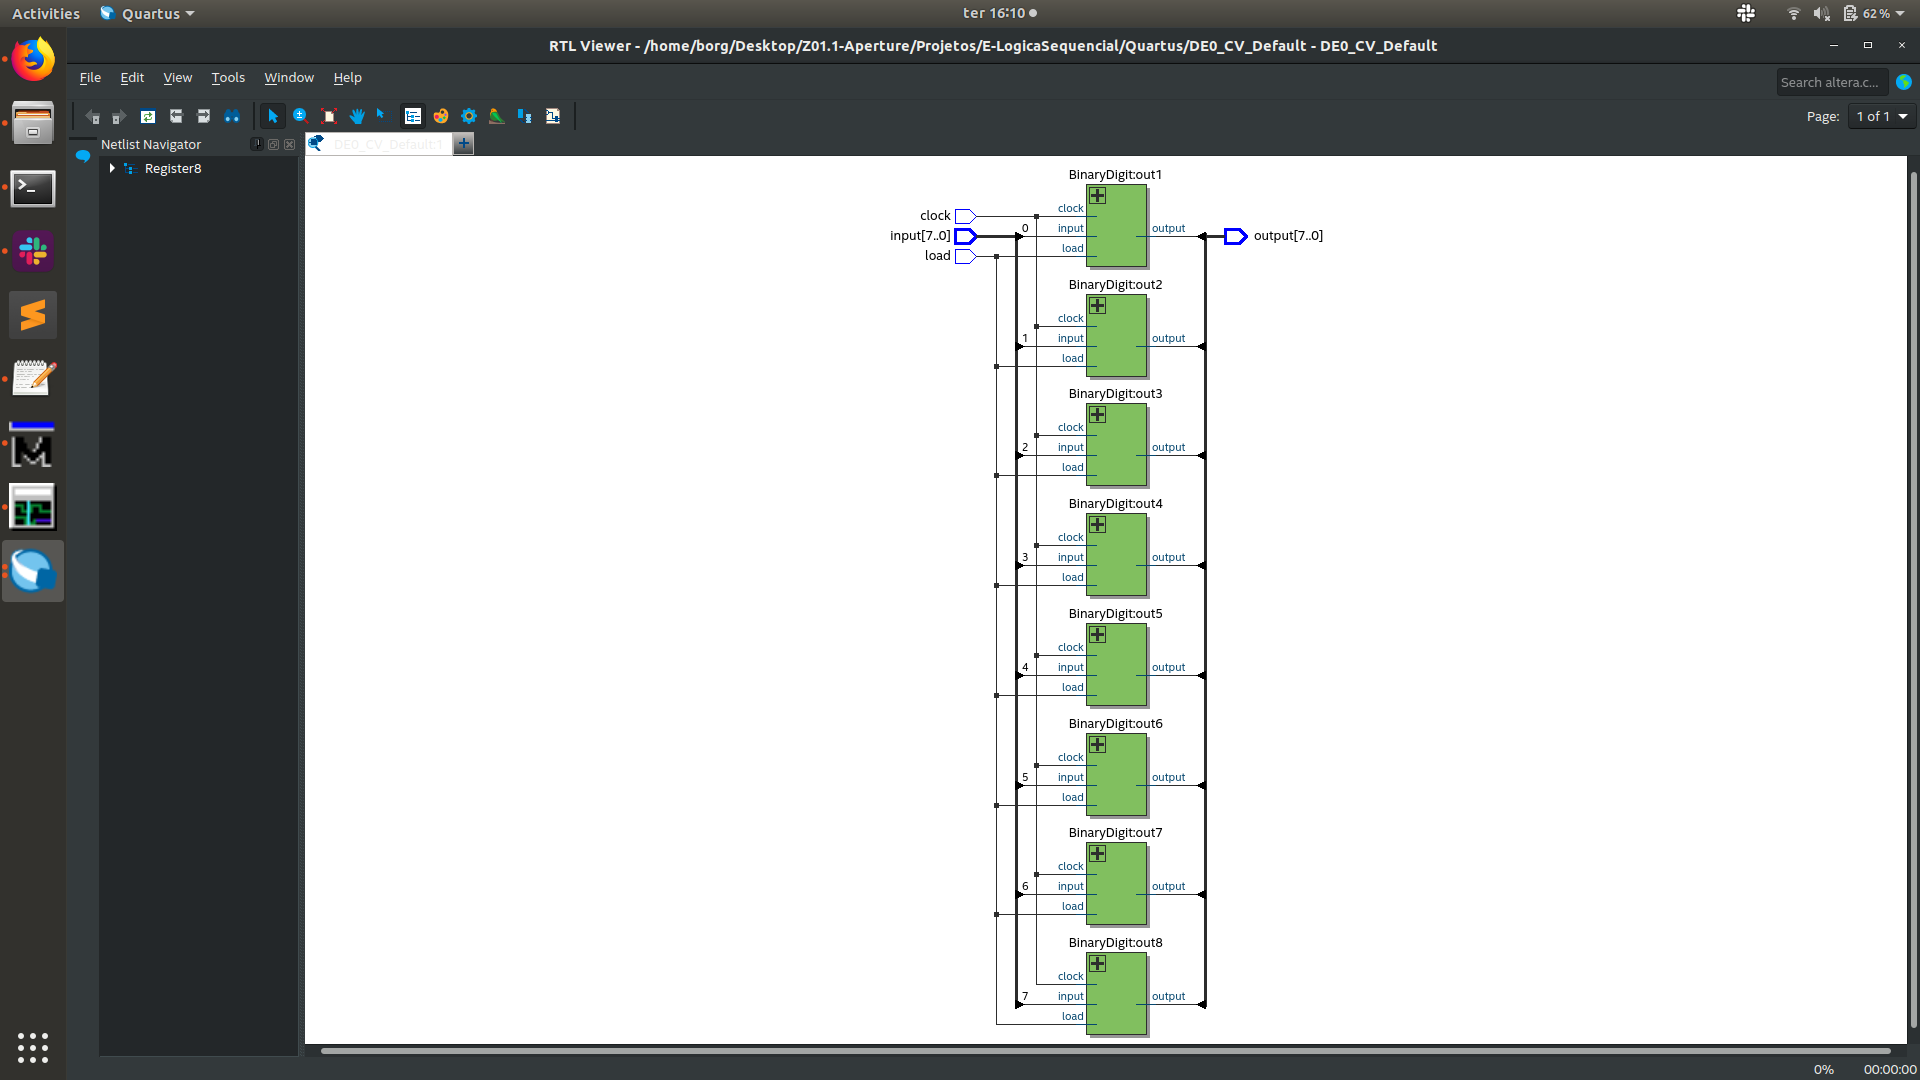 Activities Quartus ter 16:10 62 %
RTL Viewer - /home/borg/Desktop/Z01.1-Aperture/Projetos/E-LogicaSequencial/Quartus/DE0_CV_Default - DE0_CV_Default
File Edit View Tools Window Help
Search altera.c...
Page: 1 of 1
Netlist Navigator
DE0_CV_Default:1
Register8
BinaryDigit:out1
clock
input[7..0]
load
0
clock
input
load
output
output[7..0]
BinaryDigit:out2
clock
1 input output
load
BinaryDigit:out3
clock
2 input output
load
BinaryDigit:out4
clock
3 input output
load
BinaryDigit:out5
clock
4 input output
load
BinaryDigit:out6
clock
5 input output
load
BinaryDigit:out7
clock
6 input output
load
BinaryDigit:out8
clock
7 input output
load
0% 00:00:00